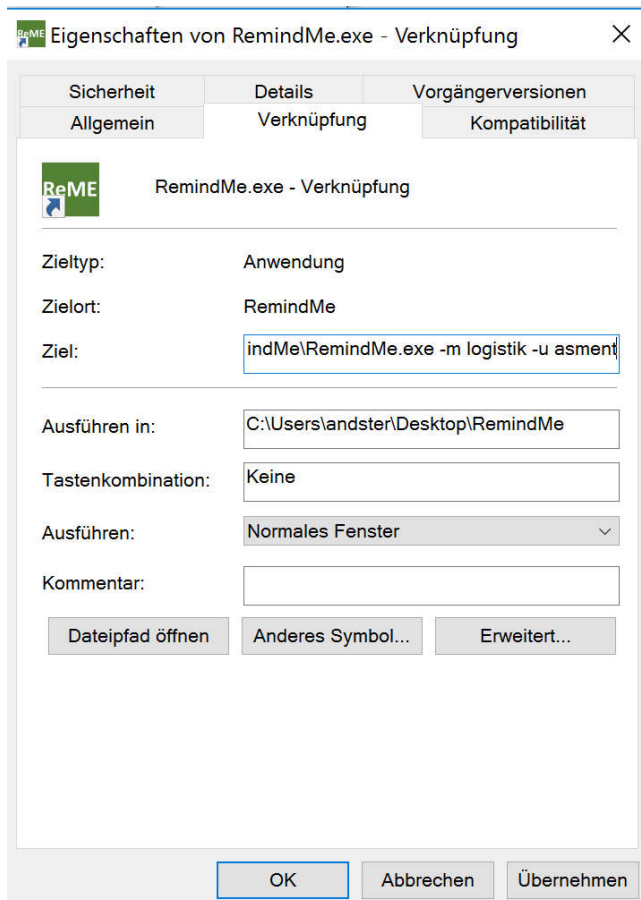 ReME Eigenschaften von RemindMe.exe - Verknüpfung
Sicherheit Details Vorgängerversionen
Allgemein Verknüpfung Kompatibilität
ReME RemindMe.exe - Verknüpfung
Zieltyp: Anwendung
Zielort: RemindMe
Ziel: indMe\RemindMe.exe -m logistik -u asment
Ausführen in: C:\Users\andster\Desktop\RemindMe
Tastenkombination: Keine
Ausführen: Normales Fenster
Kommentar:
Dateipfad öffnen Anderes Symbol... Erweitert...
OK Abbrechen Übernehmen